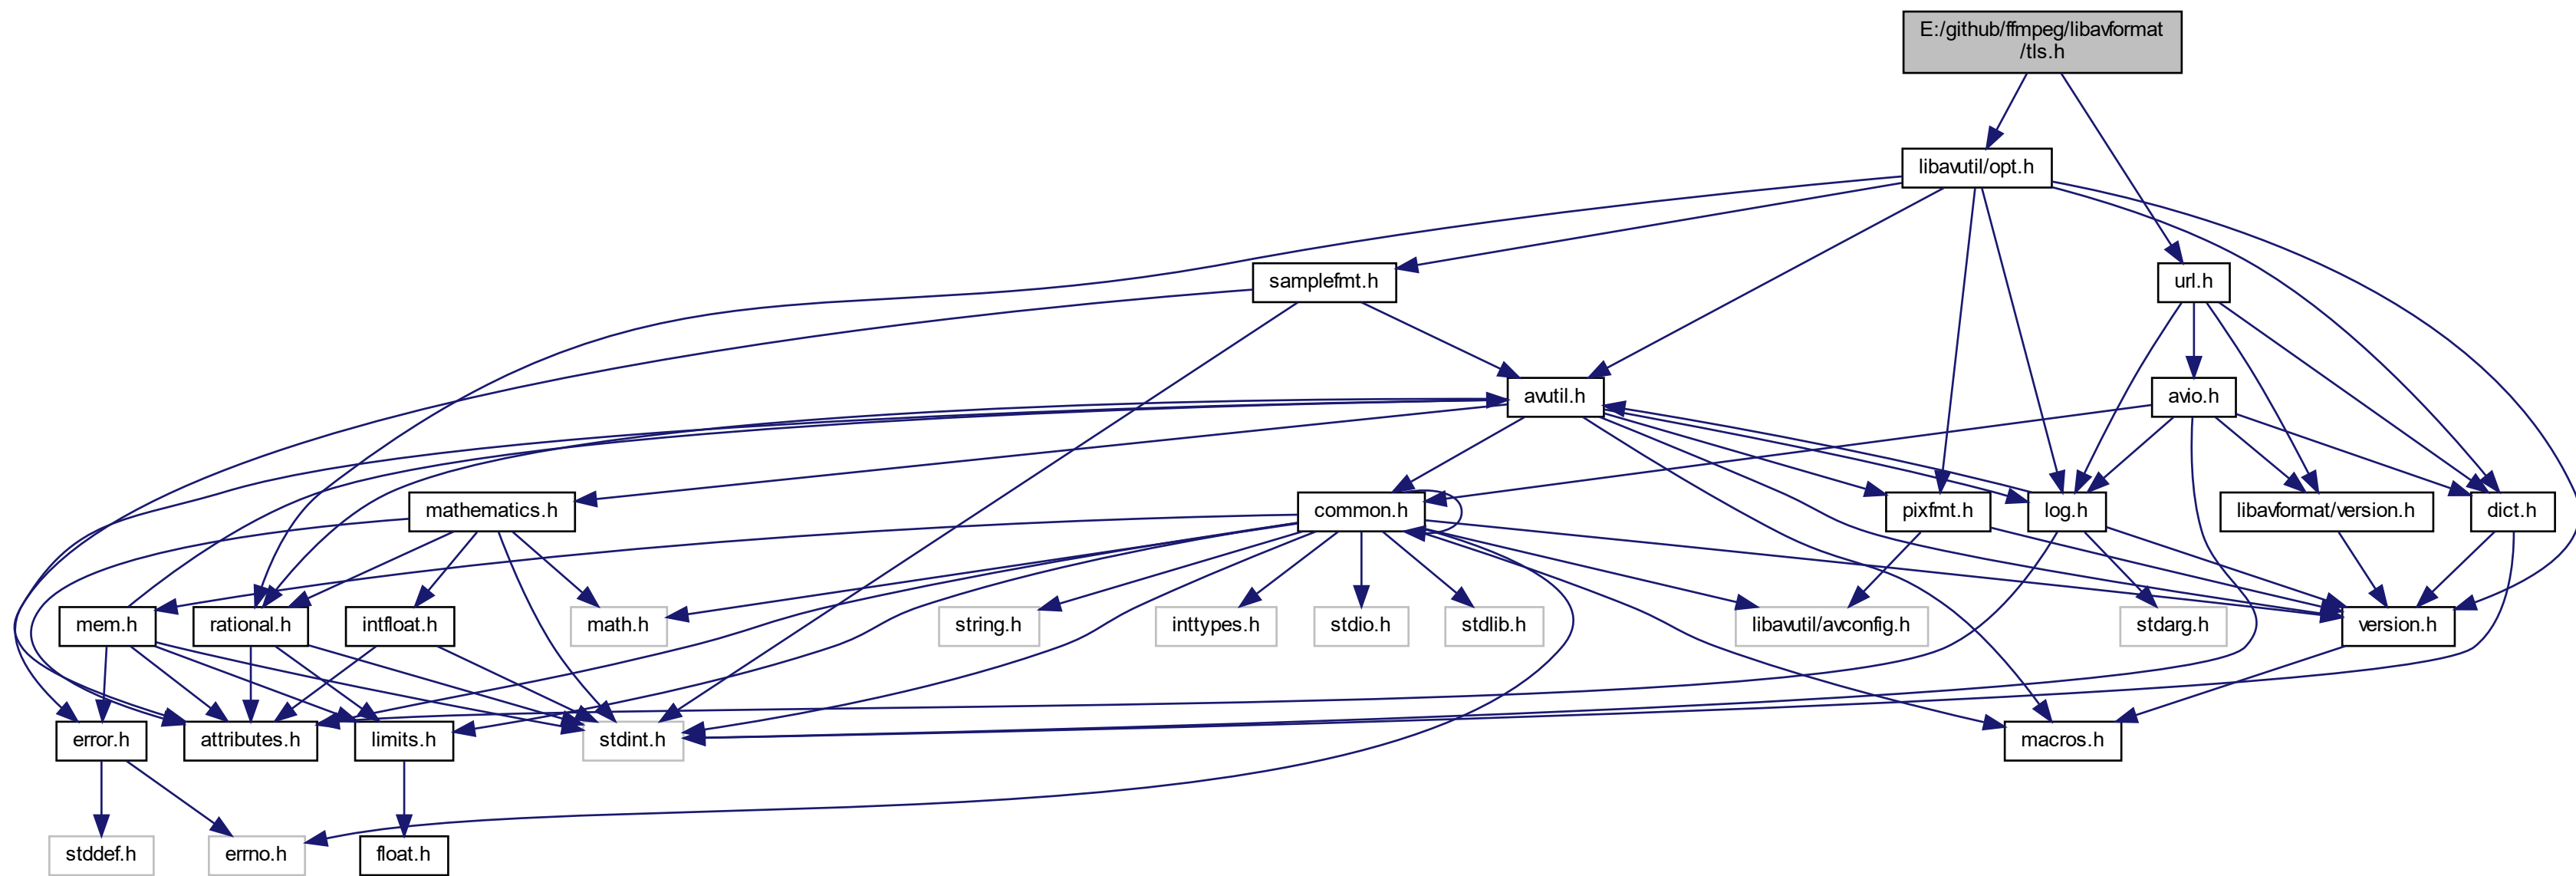 E:/github/ffmpeg/libavformat
/tls.h
libavutil/opt.h
samplefmt.h
url.h
avutil.h
avio.h
mathematics.h
common.h
pixfmt.h
log.h
libavformat/version.h
dict.h
mem.h
rational.h
intfloat.h
math.h
string.h
inttypes.h
stdio.h
stdlib.h
libavutil/avconfig.h
stdarg.h
version.h
error.h
attributes.h
limits.h
stdint.h
macros.h
stddef.h
errno.h
float.h